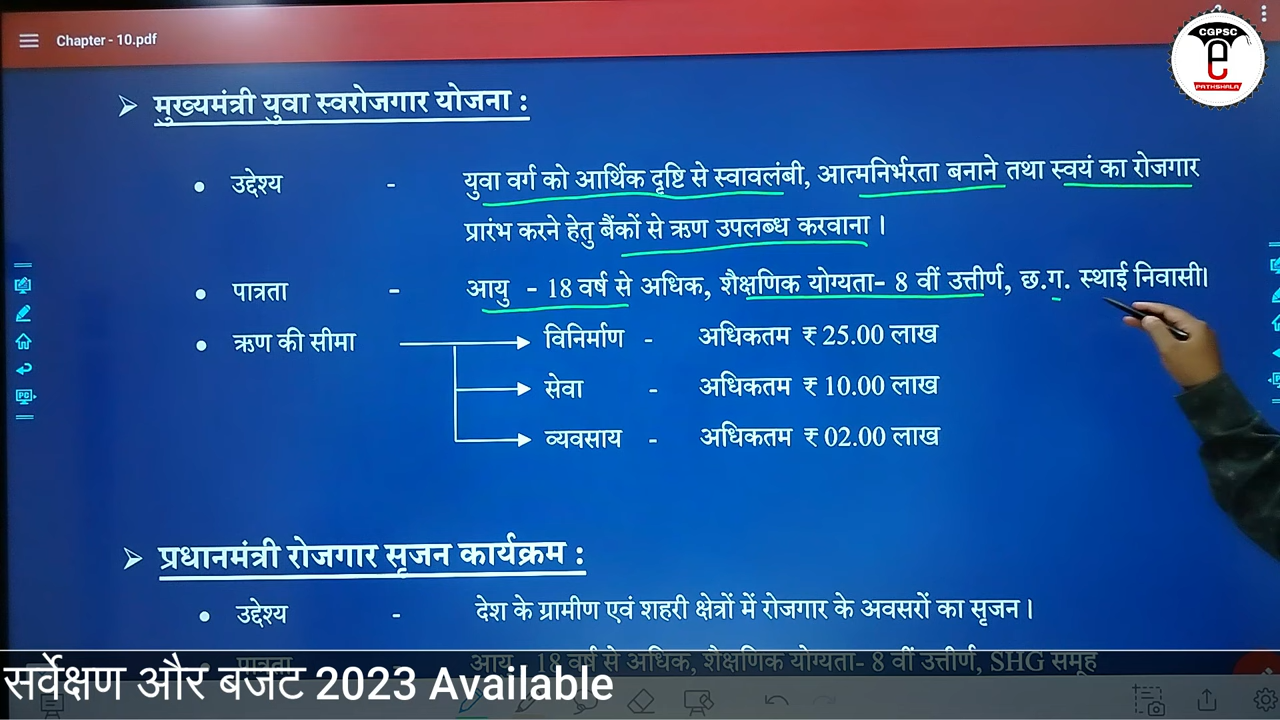 Chapter - 10.pdf
CGPSC
e
PATHSHALA
➢ मुख्यमंत्री युवा स्वरोजगार योजना :
• उद्देश्य - युवा वर्ग को आर्थिक दृष्टि से स्वावलंबी, आत्मनिर्भरता बनाने तथा स्वयं का रोजगार
प्रारंभ करने हेतु बैंकों से ऋण उपलब्ध करवाना ।
• पात्रता - आयु - 18 वर्ष से अधिक, शैक्षणिक योग्यता- 8 वीं उत्तीर्ण, छ.ग. स्थाई निवासी।
• ऋण की सीमा विनिर्माण - अधिकतम ₹ 25.00 लाख
सेवा - अधिकतम ₹ 10.00 लाख
व्यवसाय - अधिकतम ₹ 02.00 लाख
➢ प्रधानमंत्री रोजगार सृजन कार्यक्रम :
• उद्देश्य - देश के ग्रामीण एवं शहरी क्षेत्रों में रोजगार के अवसरों का सृजन ।
• पात्रता - आयु - 18 वर्ष से अधिक, शैक्षणिक योग्यता- 8 वीं उत्तीर्ण, SHG समूह
सर्वेक्षण और बजट 2023 Available